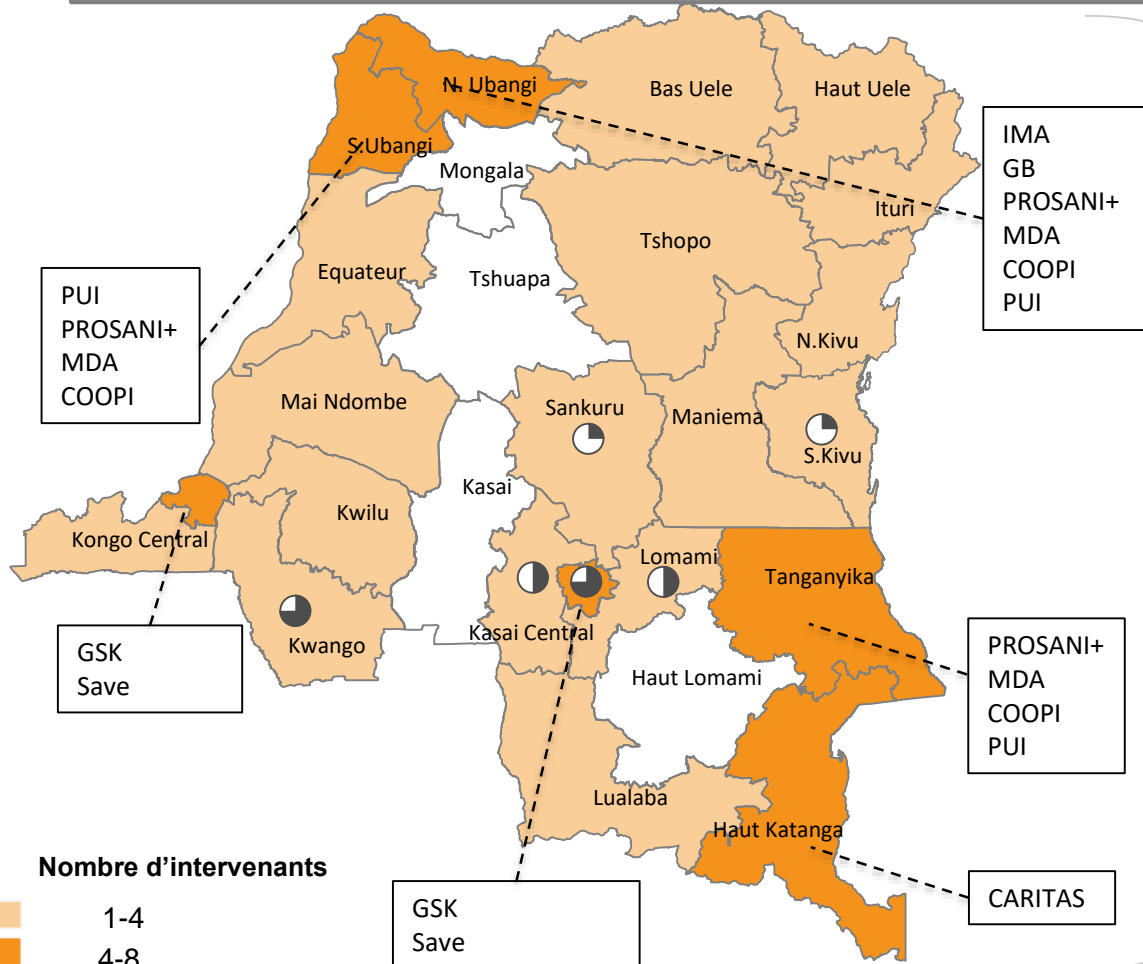 N. Ubangi
Bas Uele
Haut Uele
S.Ubangi
Mongala
IMA
GB
PROSANI+
MDA
COOPI
PUI
Ituri
Tshopo
Equateur
Tshuapa
PUI
PROSANI+
MDA
COOPI
N.Kivu
Mai Ndombe
Sankuru
Maniema
S.Kivu
Kasai
Kwilu
Kongo Central
Lomami
Tanganyika
Kwango
Kasai Central
Haut Lomami
GSK
Save
PROSANI+
MDA
COOPI
PUI
Lualaba
Haut Katanga
CARITAS
GSK
Save
Nombre d’intervenants
1-4
4-8